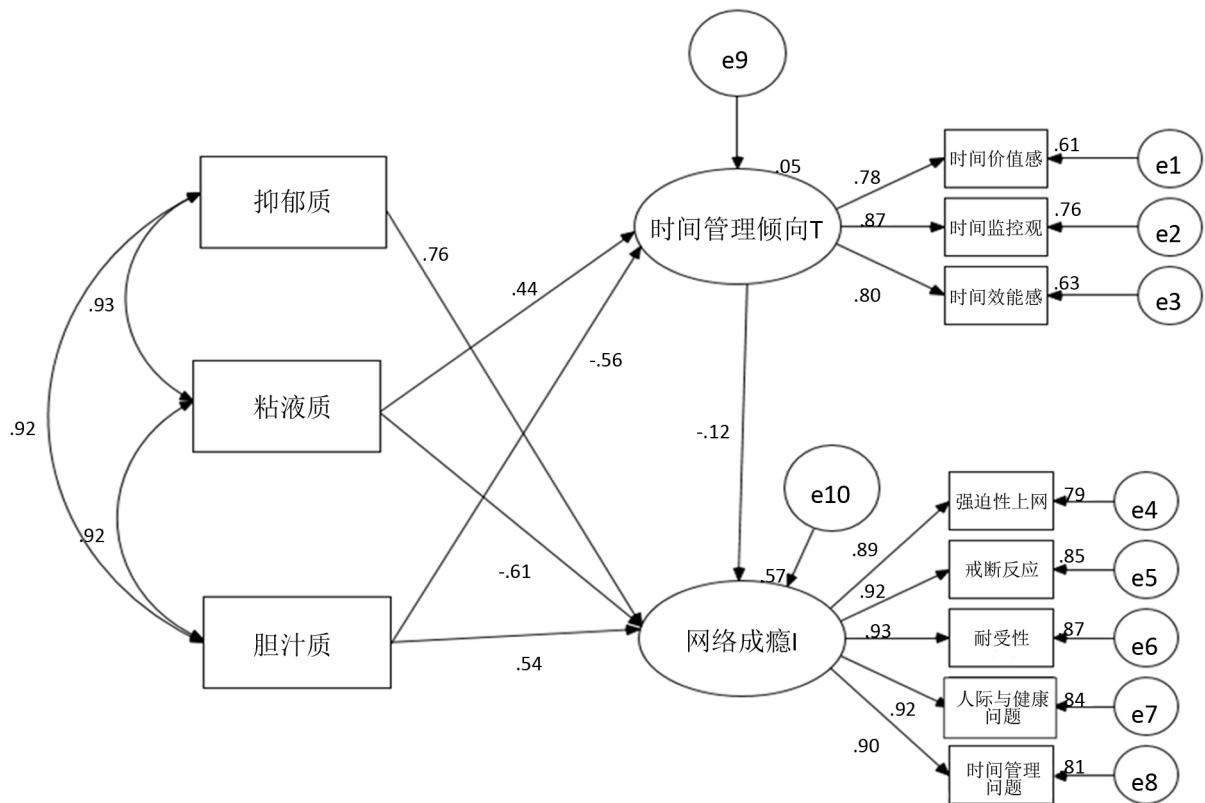 e9
.05
时间管理倾向T
.78
.87
.80
时间价值感
.61
e1
时间监控观
.76
e2
时间效能感
.63
e3
抑郁质
粘液质
胆汁质
.93
.92
.92
.76
.44
-.56
-.61
.54
-.12
e10
.57
网络成瘾I
.89
.92
.93
.92
.90
强迫性上网
.79
e4
戒断反应
.85
e5
耐受性
.87
e6
人际与健康
问题
.84
e7
时间管理
问题
.81
e8